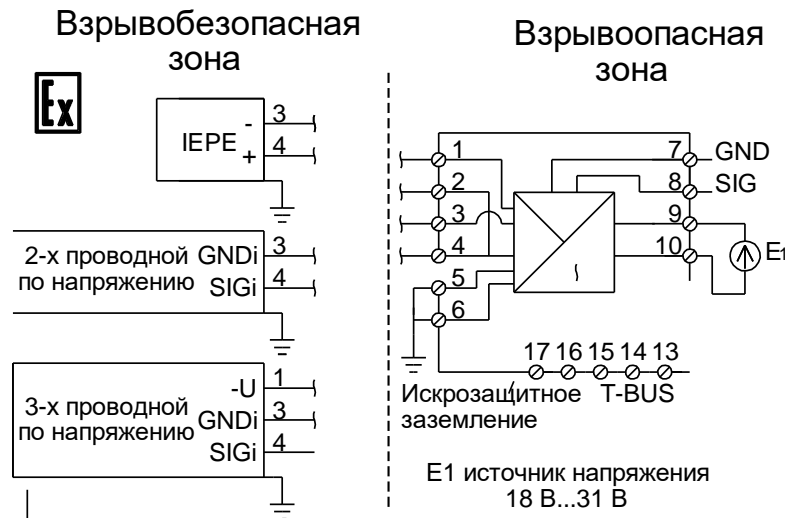 Взрывобезопасная
зона
Взрывоопасная
зона
Ex
IEPE
-
3
+
4
2-х проводной
по напряжению
GNDi
3
SIGi
4
3-х проводной
по напряжению
-U
1
GNDi
3
SIGi
4
1
2
3
4
5
6
7
GND
8
SIG
9
10
E1
17 16 15 14 13
Искрозащитное
заземление
T-BUS
E1 источник напряжения
18 В...31 В